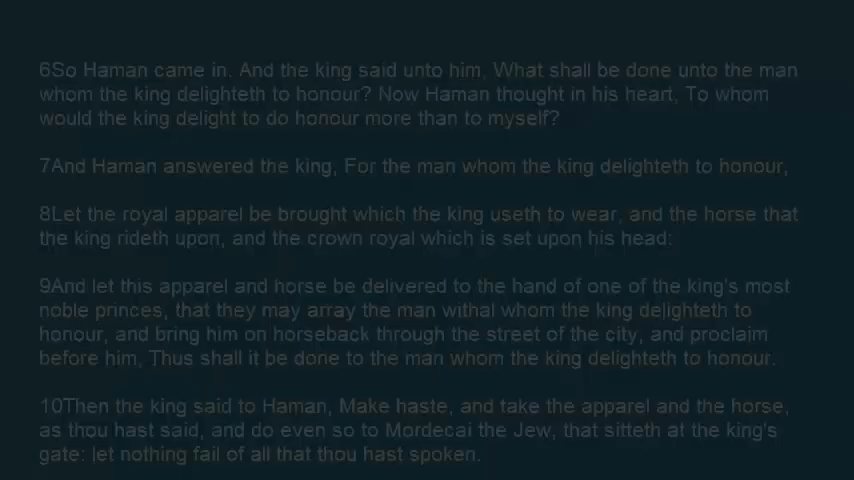 6So Haman came in. And the king said unto him, What shall be done unto the man
whom the king delighteth to honour? Now Haman thought in his heart, To whom
would the king delight to do honour more than to myself?
7And Haman answered the king, For the man whom the king delighteth to honour,
8Let the royal apparel be brought which the king useth to wear, and the horse that
the king rideth upon, and the crown royal which is set upon his head:
9And let this apparel and horse be delivered to the hand of one of the king's most
noble princes, that they may array the man withal whom the king delighteth to
honour, and bring him on horseback through the street of the city, and proclaim
before him, Thus shall it be done to the man whom the king delighteth to honour.
10Then the king said to Haman, Make haste, and take the apparel and the horse,
as thou hast said, and do even so to Mordecai the Jew, that sitteth at the king's
gate: let nothing fail of all that thou hast spoken.